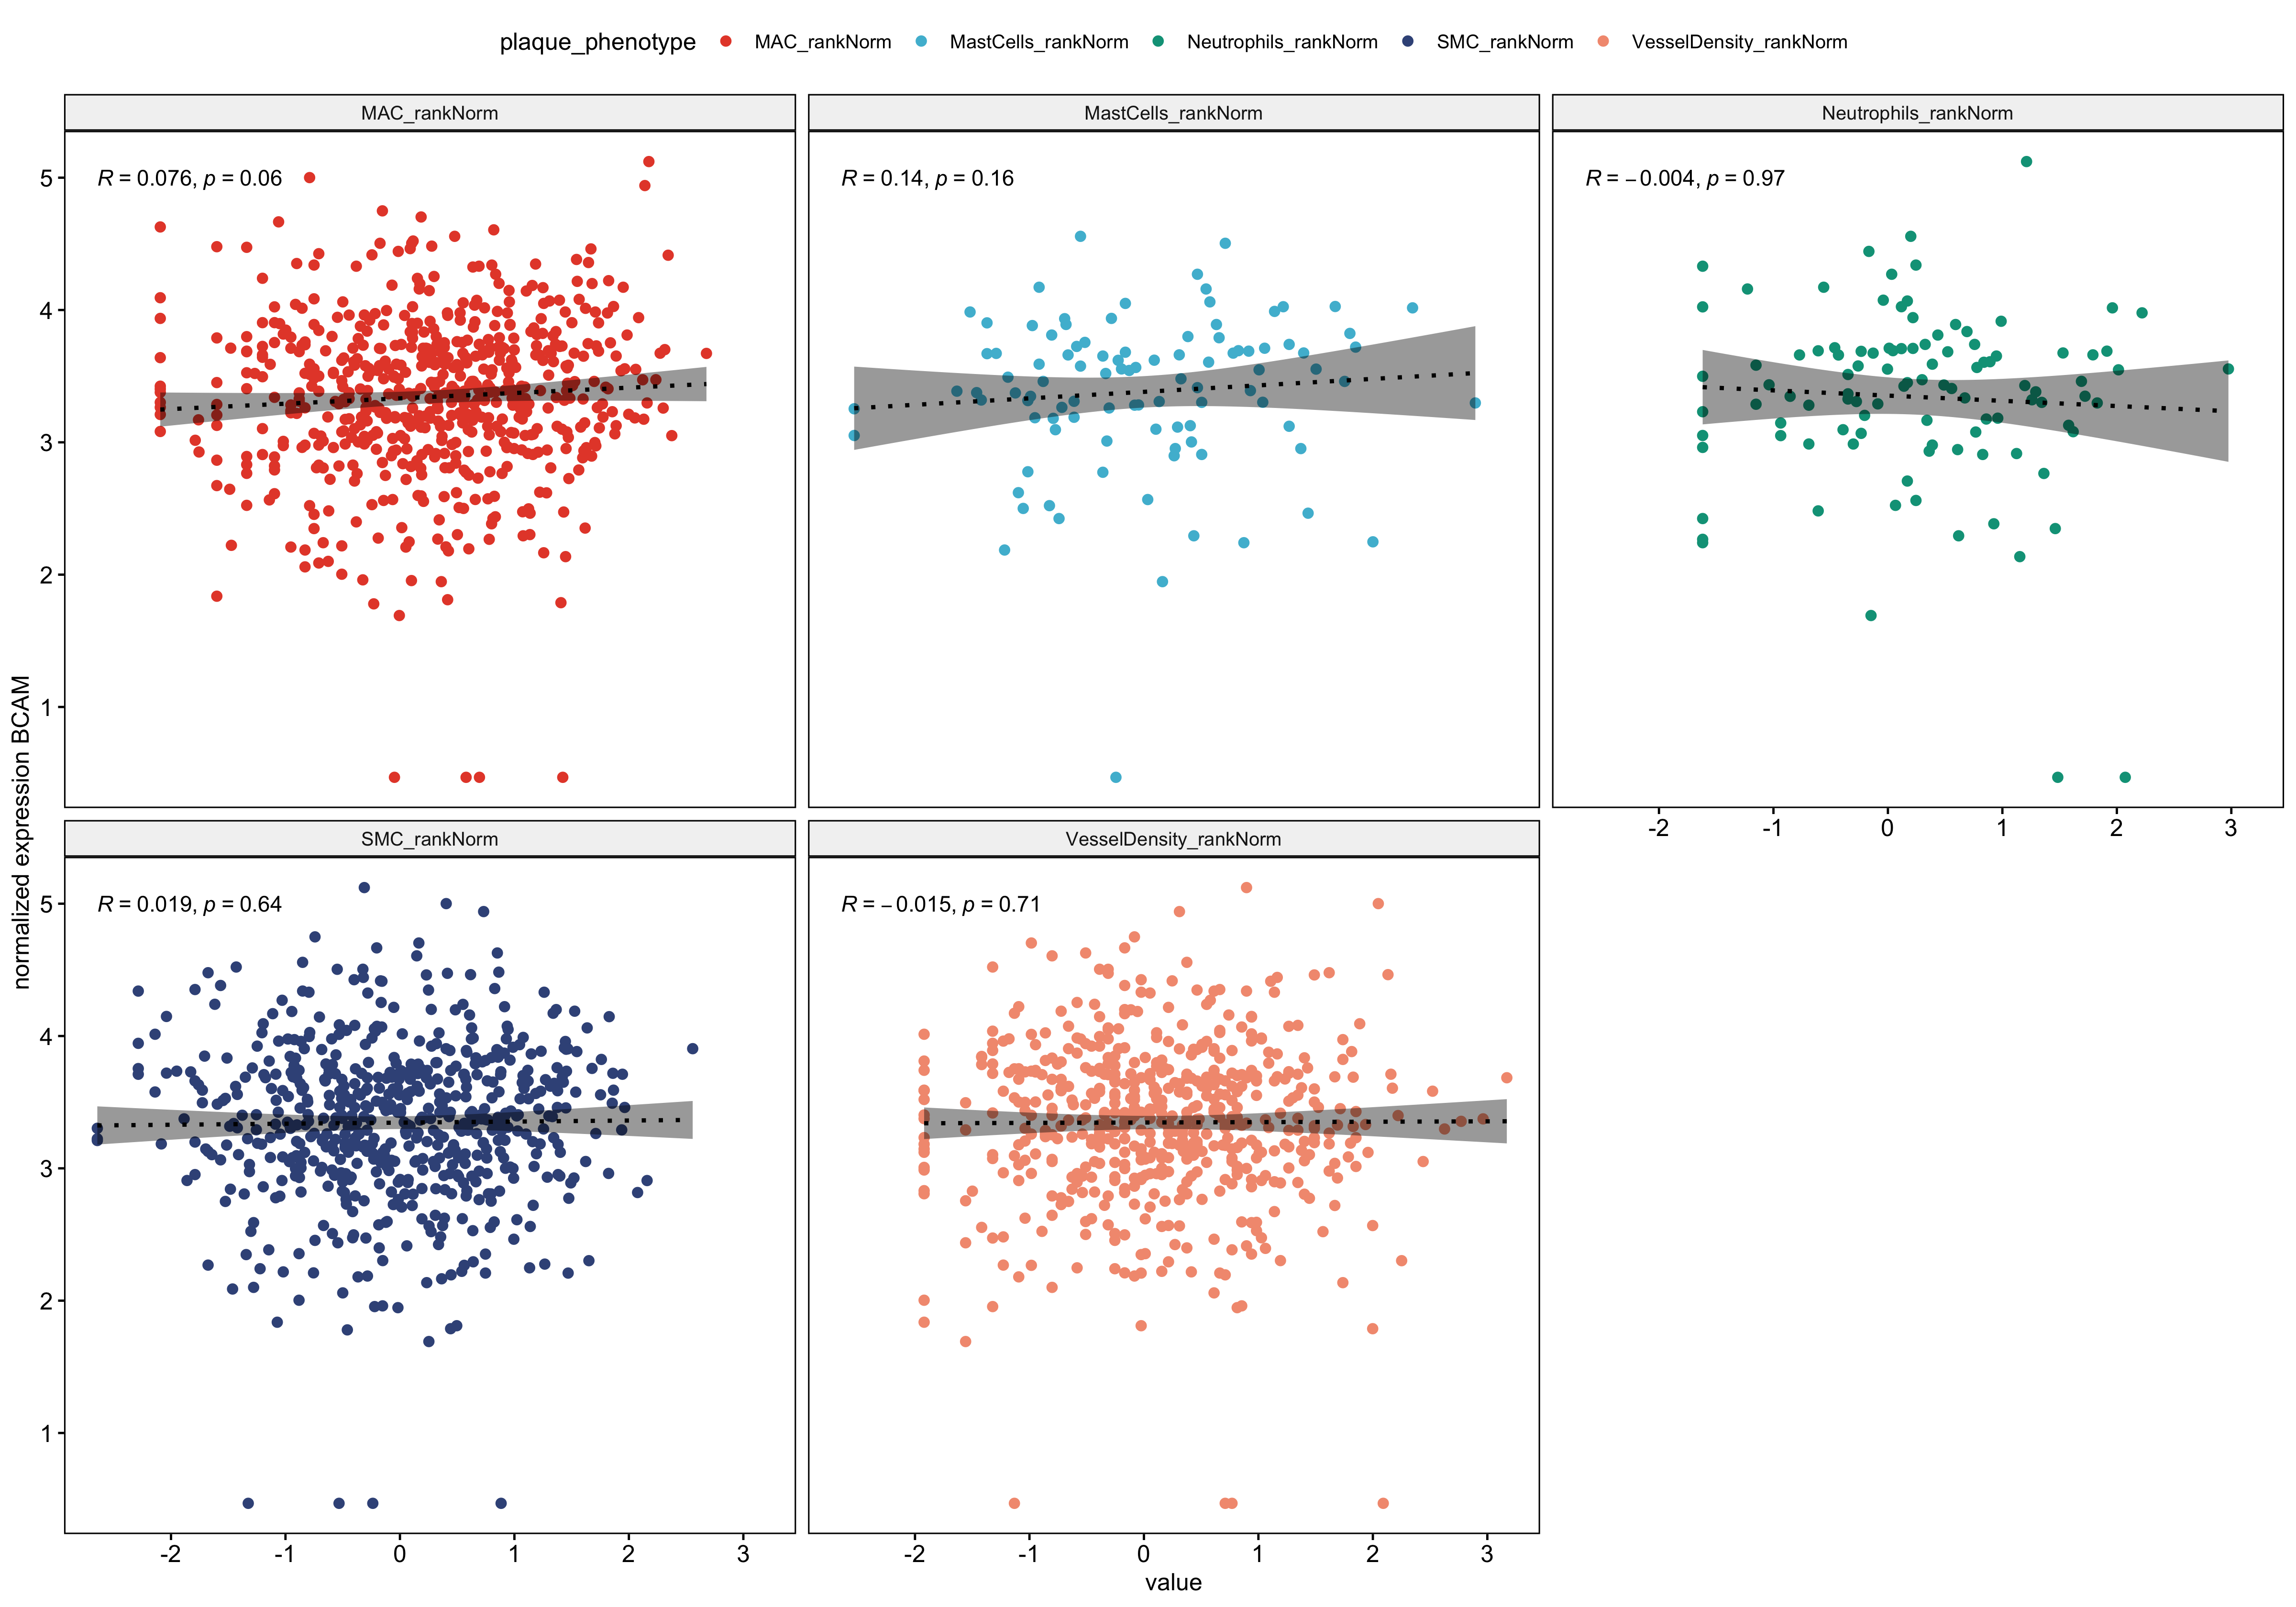 plaque_phenotype MAC_rankNorm MastCells_rankNorm Neutrophils_rankNorm SMC_rankNorm VesselDensity_rankNorm
MAC_rankNorm MastCells_rankNorm Neutrophils_rankNorm
R = 0.076, p = 0.06
R = 0.14, p = 0.16
R = −0.004, p = 0.97
5
4
3
2
1
-2 -1 0 1 2 3
normalized expression BCAM
SMC_rankNorm VesselDensity_rankNorm
R = 0.019, p = 0.64
R = −0.015, p = 0.71
5
4
3
2
1
-2 -1 0 1 2 3
-2 -1 0 1 2 3
value